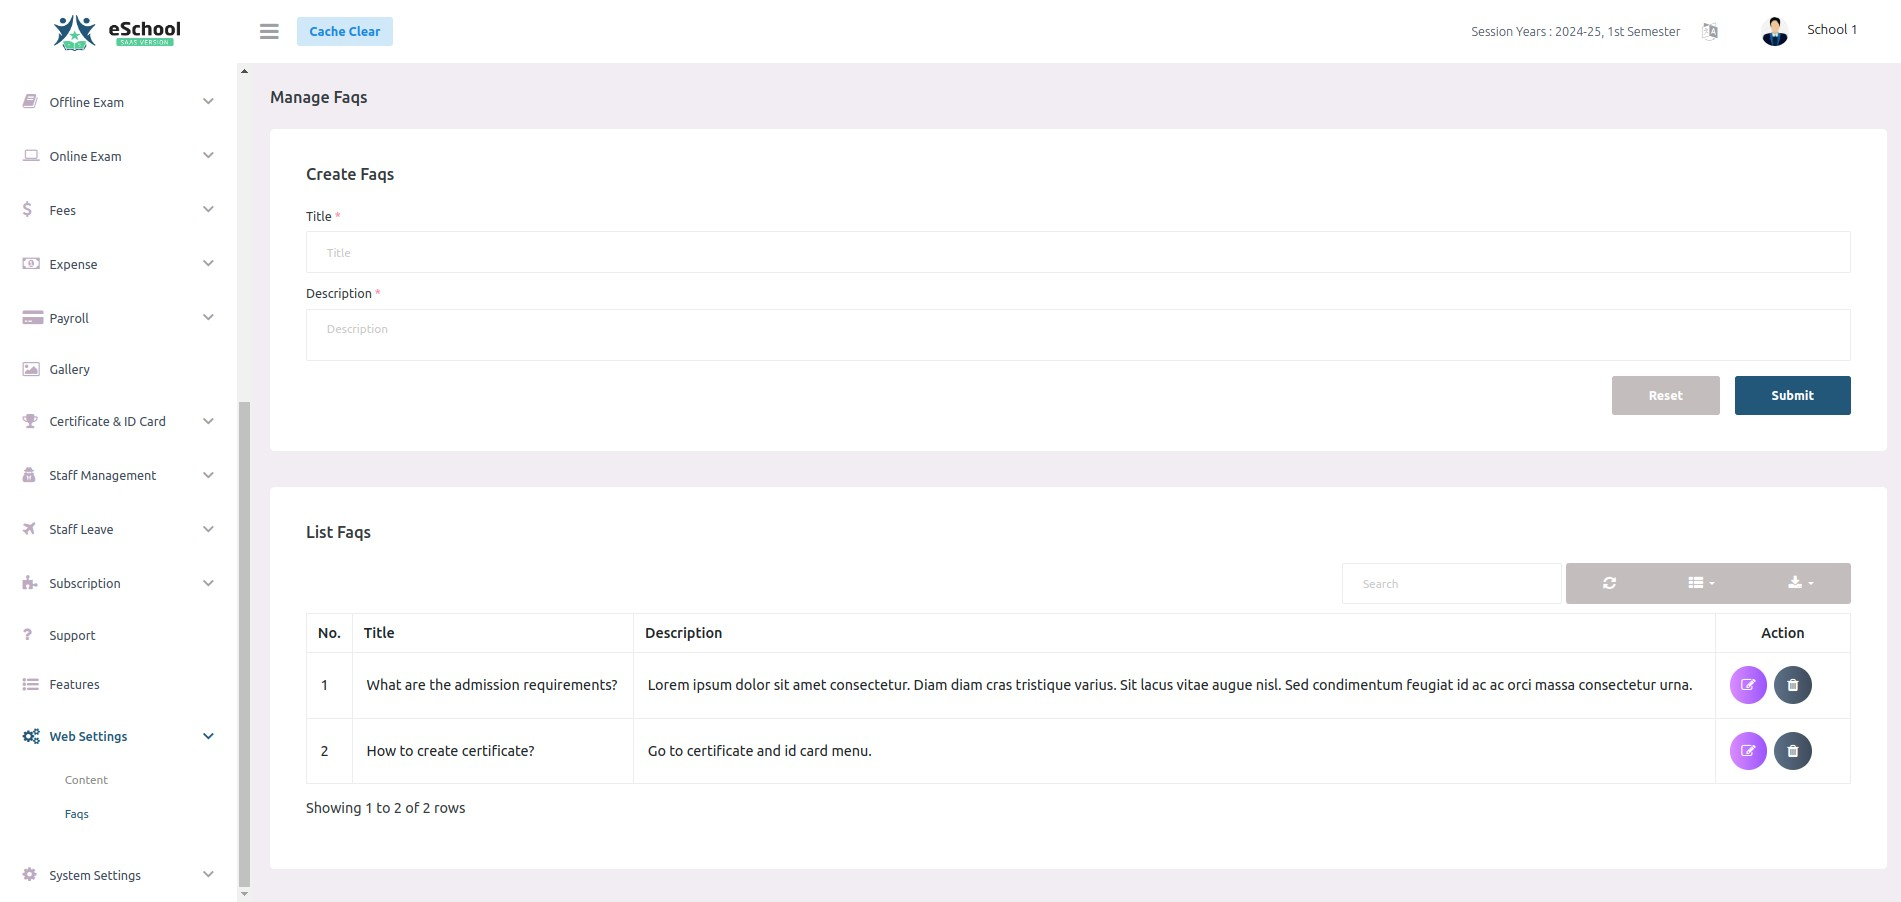 eSchool
SAAS VERSION
Cache Clear
Session Years : 2024-25, 1st Semester
School 1
Offline Exam
Online Exam
Fees
Expense
Payroll
Gallery
Certificate & ID Card
Staff Management
Staff Leave
Subscription
Support
Features
Web Settings
Content
Faqs
System Settings
Manage Faqs
Create Faqs
Title *
Title
Description *
Description
Reset
Submit
List Faqs
Search
No. Title Description Action
1 What are the admission requirements? Lorem ipsum dolor sit amet consectetur. Diam diam cras tristique varius. Sit lacus vitae augue nisl. Sed condimentum feugiat id ac ac orci massa consectetur urna.
2 How to create certificate? Go to certificate and id card menu.
Showing 1 to 2 of 2 rows